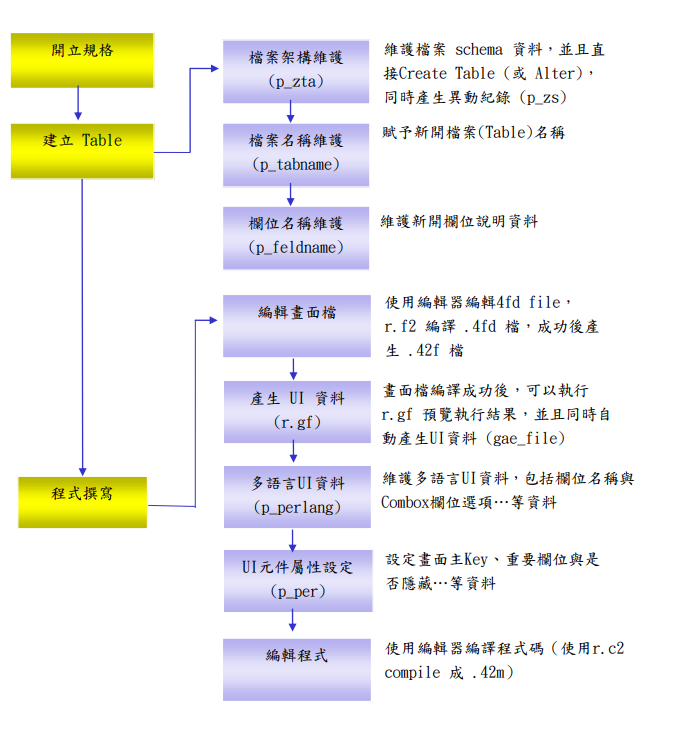 開立規格
建立 Table
程式撰寫
檔案架構維護
(p_zta)
維護檔案 schema 資料，並且直
接Create Table (或 Alter)，
同時產生異動紀錄 (p_zs)
檔案名稱維護
(p_tabname)
賦予新開檔案(Table)名稱
欄位名稱維護
(p_feldname)
維護新開欄位說明資料
編輯畫面檔
使用編輯器編輯4fd file，
r.f2 編譯 .4fd 檔，成功後產
生 .42f 檔
產生 UI 資料
(r.gf)
畫面檔編譯成功後，可以執行
r.gf 預覽執行結果，並且同時自
動產生UI資料 (gae_file)
多語言UI資料
(p_perlang)
維護多語言UI資料，包括欄位名稱與
Combox欄位選項…等資料
UI元件屬性設定
(p_per)
設定畫面主Key、重要欄位與是
否隱藏…等資料
編輯程式
使用編輯器編譯程式碼（使用r.c2
compile 成 .42m）